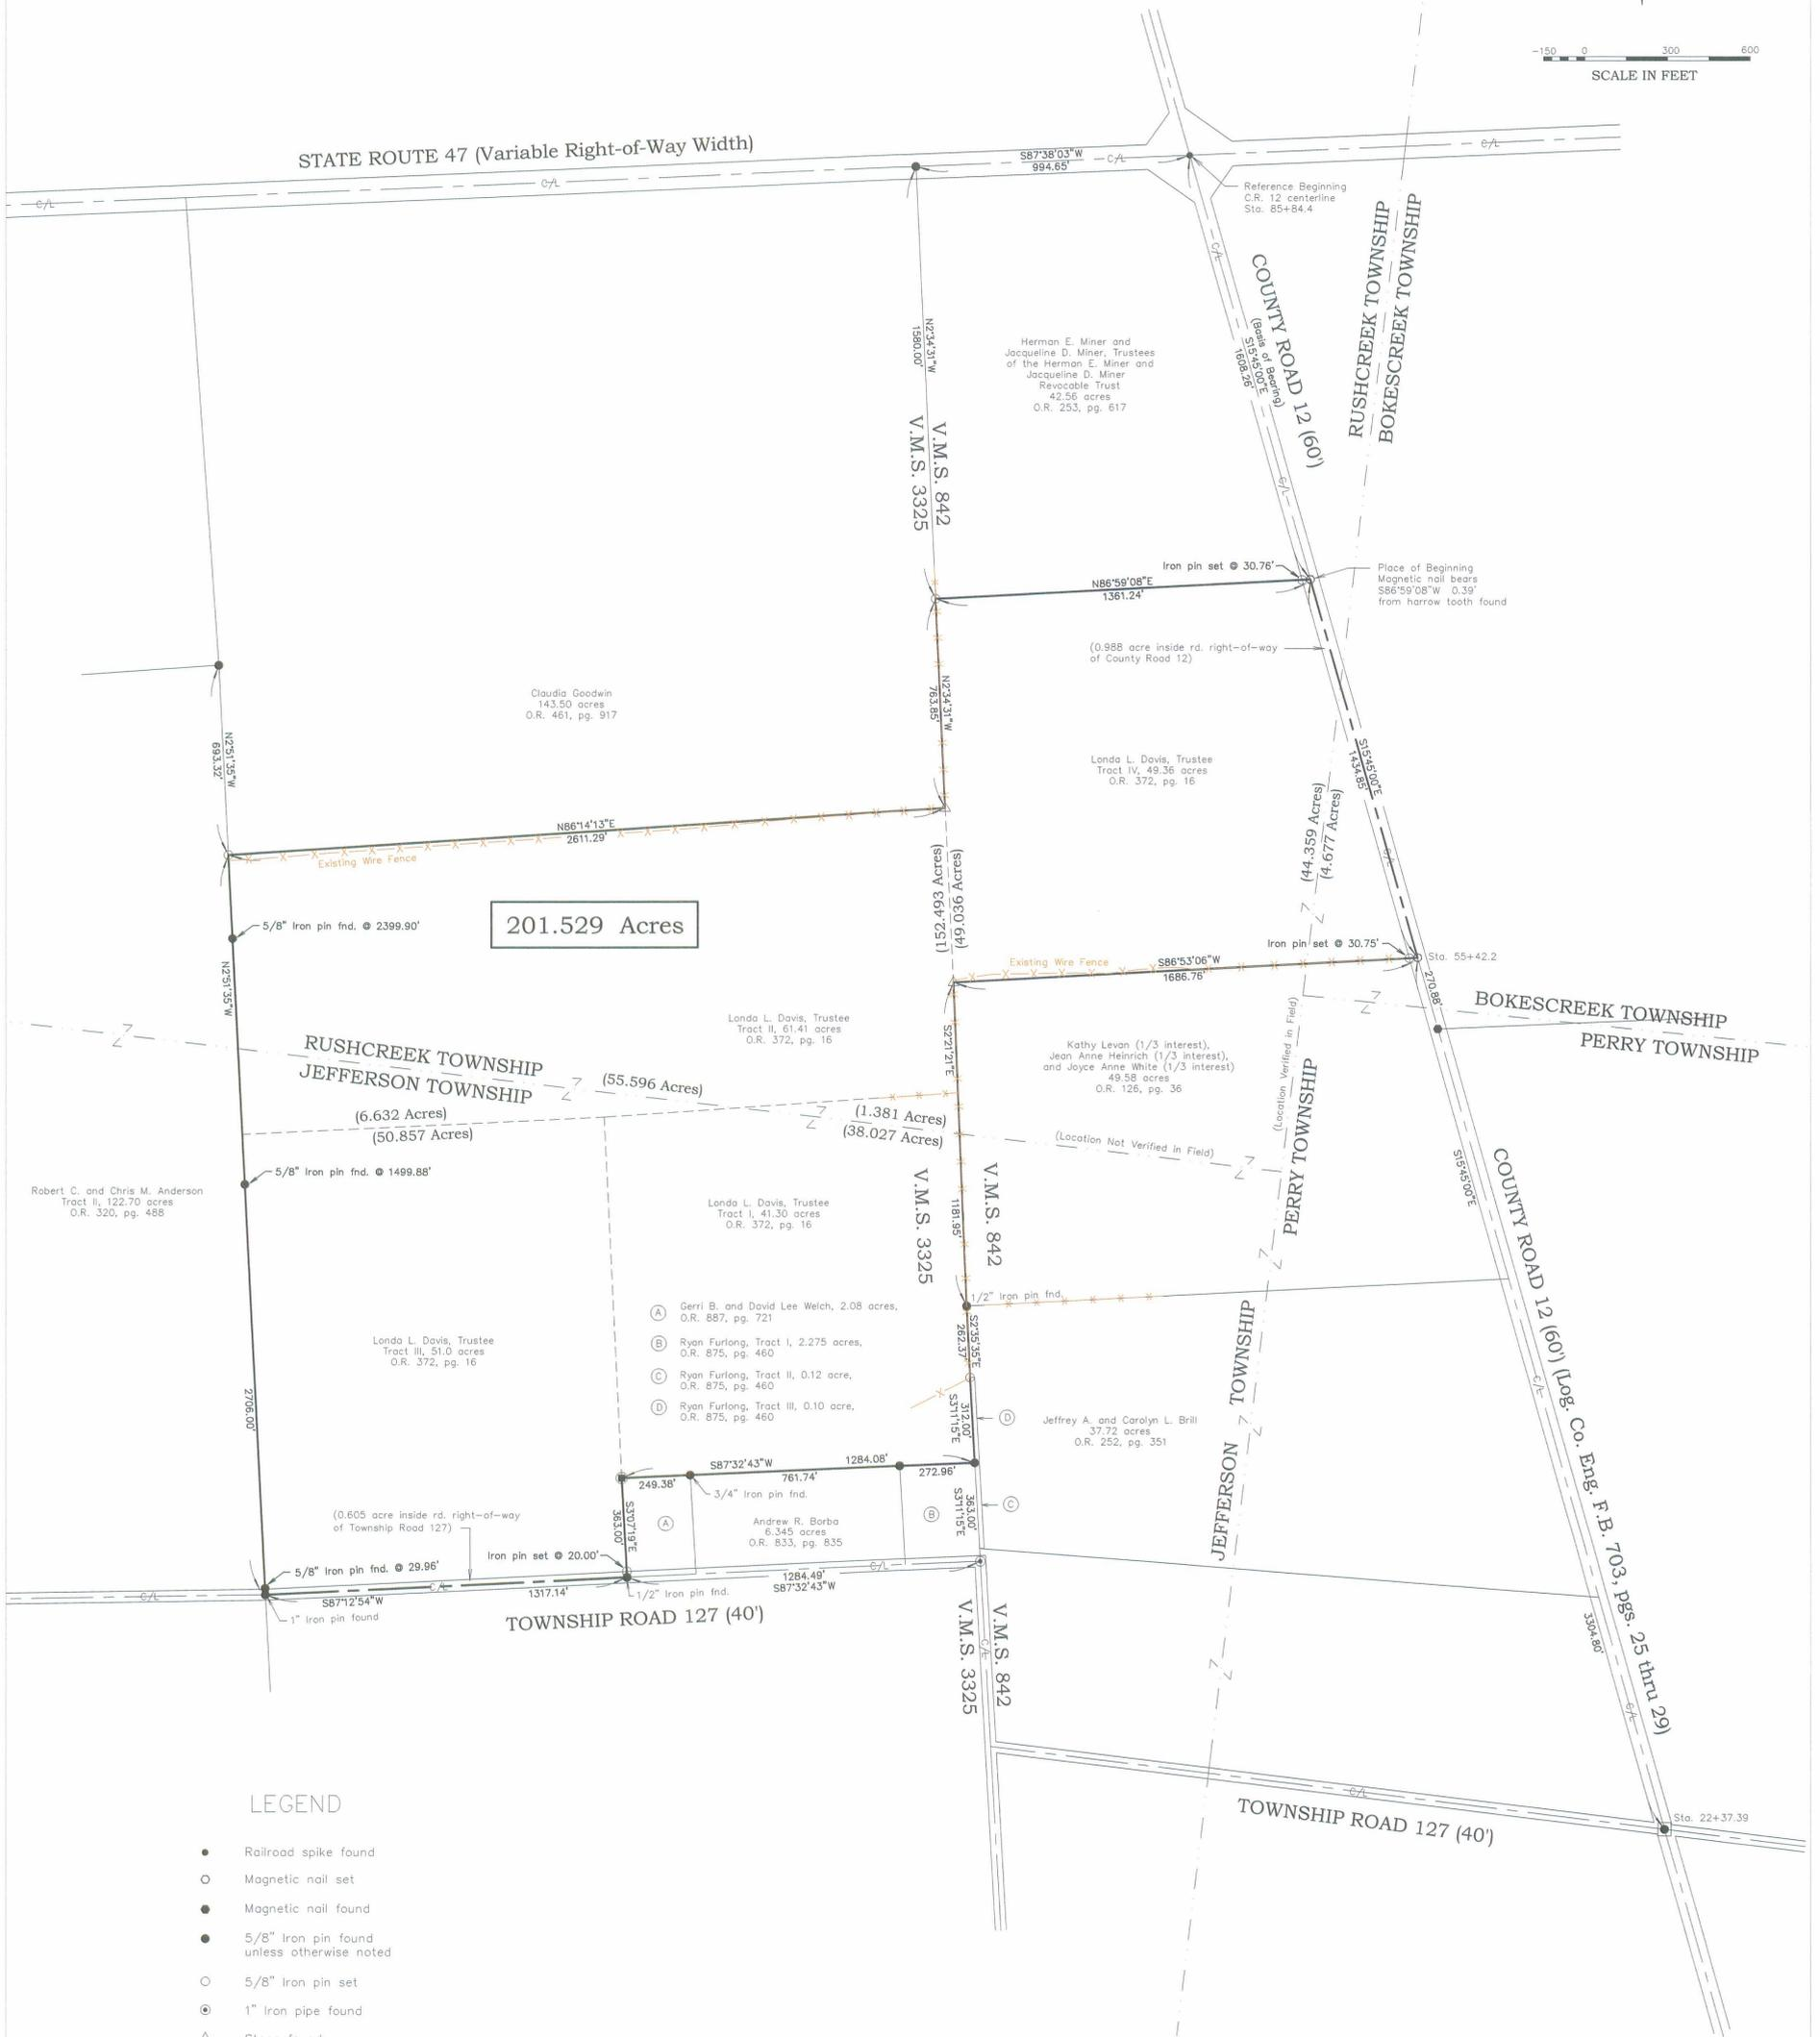 -150 0 300 600
SCALE IN FEET
STATE ROUTE 47 (Variable Right-of-Way Width)
C/L
C/L
S87°38'03"W
994.65'
C/L
C/L
Reference Beginning
C.R. 12 centerline
Sta. 85+84.4
C/L
COUNTY ROAD 12 (60')
(Basis of Bearing)
S15°45'00"E
1608.26'
C/L
RUSHCREEK TOWNSHIP
BOKESCREEK TOWNSHIP
N2°34'31"W
1580.00'
Herman E. Miner and
Jacqueline D. Miner, Trustees
of the Herman E. Miner and
Jacqueline D. Miner
Revocable Trust
42.56 acres
O.R. 253, pg. 617
V.M.S. 842
V.M.S. 3325
Iron pin set @ 30.76'
N86°59'08"E
1361.24'
Place of Beginning
Magnetic nail bears
S86°59'08"W 0.39'
from harrow tooth found
(0.988 acre inside rd. right-of-way
of County Road 12)
Claudia Goodwin
143.50 acres
O.R. 461, pg. 917
N2°34'31"W
763.85'
N2°51'35"W
693.32'
Londa L. Davis, Trustee
Tract IV, 49.36 acres
O.R. 372, pg. 16
S15°45'00"E
1434.85'
C/L
(44.359 Acres)
(4.677 Acres)
N86°14'13"E
2611.29'
Existing Wire Fence
(152.493 Acres)
(49.036 Acres)
201.529 Acres
5/8" Iron pin fnd. @ 2399.90'
N2°51'35"W
Iron pin set @ 30.75'
Sta. 55+42.2
Existing Wire Fence
S86°53'06"W
1686.76'
270.88'
BOKESCREEK TOWNSHIP
PERRY TOWNSHIP
Londa L. Davis, Trustee
Tract II, 61.41 acres
O.R. 372, pg. 16
S2°21'21"E
Kathy Levan (1/3 interest),
Jean Anne Heinrich (1/3 interest),
and Joyce Anne White (1/3 interest)
49.58 acres
O.R. 126, pg. 36
(Location Verified in Field)
PERRY TOWNSHIP
RUSHCREEK TOWNSHIP
JEFFERSON TOWNSHIP
(55.596 Acres)
(6.632 Acres)
(50.857 Acres)
(1.381 Acres)
(38.027 Acres)
(Location Not Verified in Field)
5/8" Iron pin fnd. @ 1499.88'
Robert C. and Chris M. Anderson
Tract II, 122.70 acres
O.R. 320, pg. 488
Londa L. Davis, Trustee
Tract I, 41.30 acres
O.R. 372, pg. 16
V.M.S. 3325
1181.95'
V.M.S. 842
S15°45'00"E
COUNTY ROAD 12 (60') (Log. Co. Eng. F.B. 703, pgs. 25 thru 29)
C/L
1/2" Iron pin fnd.
A Gerri B. and David Lee Welch, 2.08 acres,
O.R. 887, pg. 721
B Ryan Furlong, Tract I, 2.275 acres,
O.R. 875, pg. 460
C Ryan Furlong, Tract II, 0.12 acre,
O.R. 875, pg. 460
D Ryan Furlong, Tract III, 0.10 acre,
O.R. 875, pg. 460
Londa L. Davis, Trustee
Tract III, 51.0 acres
O.R. 372, pg. 16
2706.00'
S2°35'35"E
262.37'
312.00'
S3°11'15"E
D
Jeffrey A. and Carolyn L. Brill
37.72 acres
O.R. 252, pg. 351
JEFFERSON TOWNSHIP
S87°32'43"W 1284.08'
249.38' 761.74' 272.96'
3/4" Iron pin fnd.
363.00'
S3°11'15"E
C
S3°07'19"E
363.00'
A
Andrew R. Borba
6.345 acres
O.R. 833, pg. 835
B
(0.605 acre inside rd. right-of-way
of Township Road 127)
Iron pin set @ 20.00'
5/8" Iron pin fnd. @ 29.96'
C/L
S87°12'54"W
C/L
1317.14'
1" Iron pin found
1/2" Iron pin fnd.
C/L
1284.49'
S87°32'43"W
TOWNSHIP ROAD 127 (40')
V.M.S. 3325
V.M.S. 842
C/L
3304.80'
C/L
C/L
TOWNSHIP ROAD 127 (40')
Sta. 22+37.39
LEGEND
Railroad spike found
Magnetic nail set
Magnetic nail found
5/8" Iron pin found
unless otherwise noted
5/8" Iron pin set
1" Iron pipe found